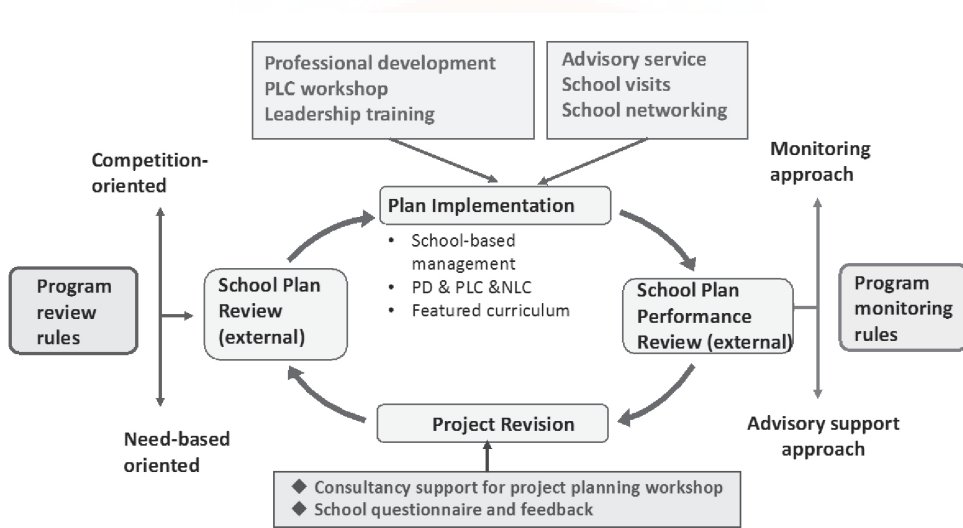 Professional development
PLC workshop
Leadership training
Advisory service
School visits
School networking
Competition-
oriented
Monitoring
approach
Plan Implementation
• School-based
management
• PD & PLC &NLC
• Featured curriculum
Program
review
rules
School Plan
Review
(external)
School Plan
Performance
Review (external)
Program
monitoring
rules
Need-based
oriented
Project Revision
Advisory support
approach
◆ Consultancy support for project planning workshop
◆ School questionnaire and feedback